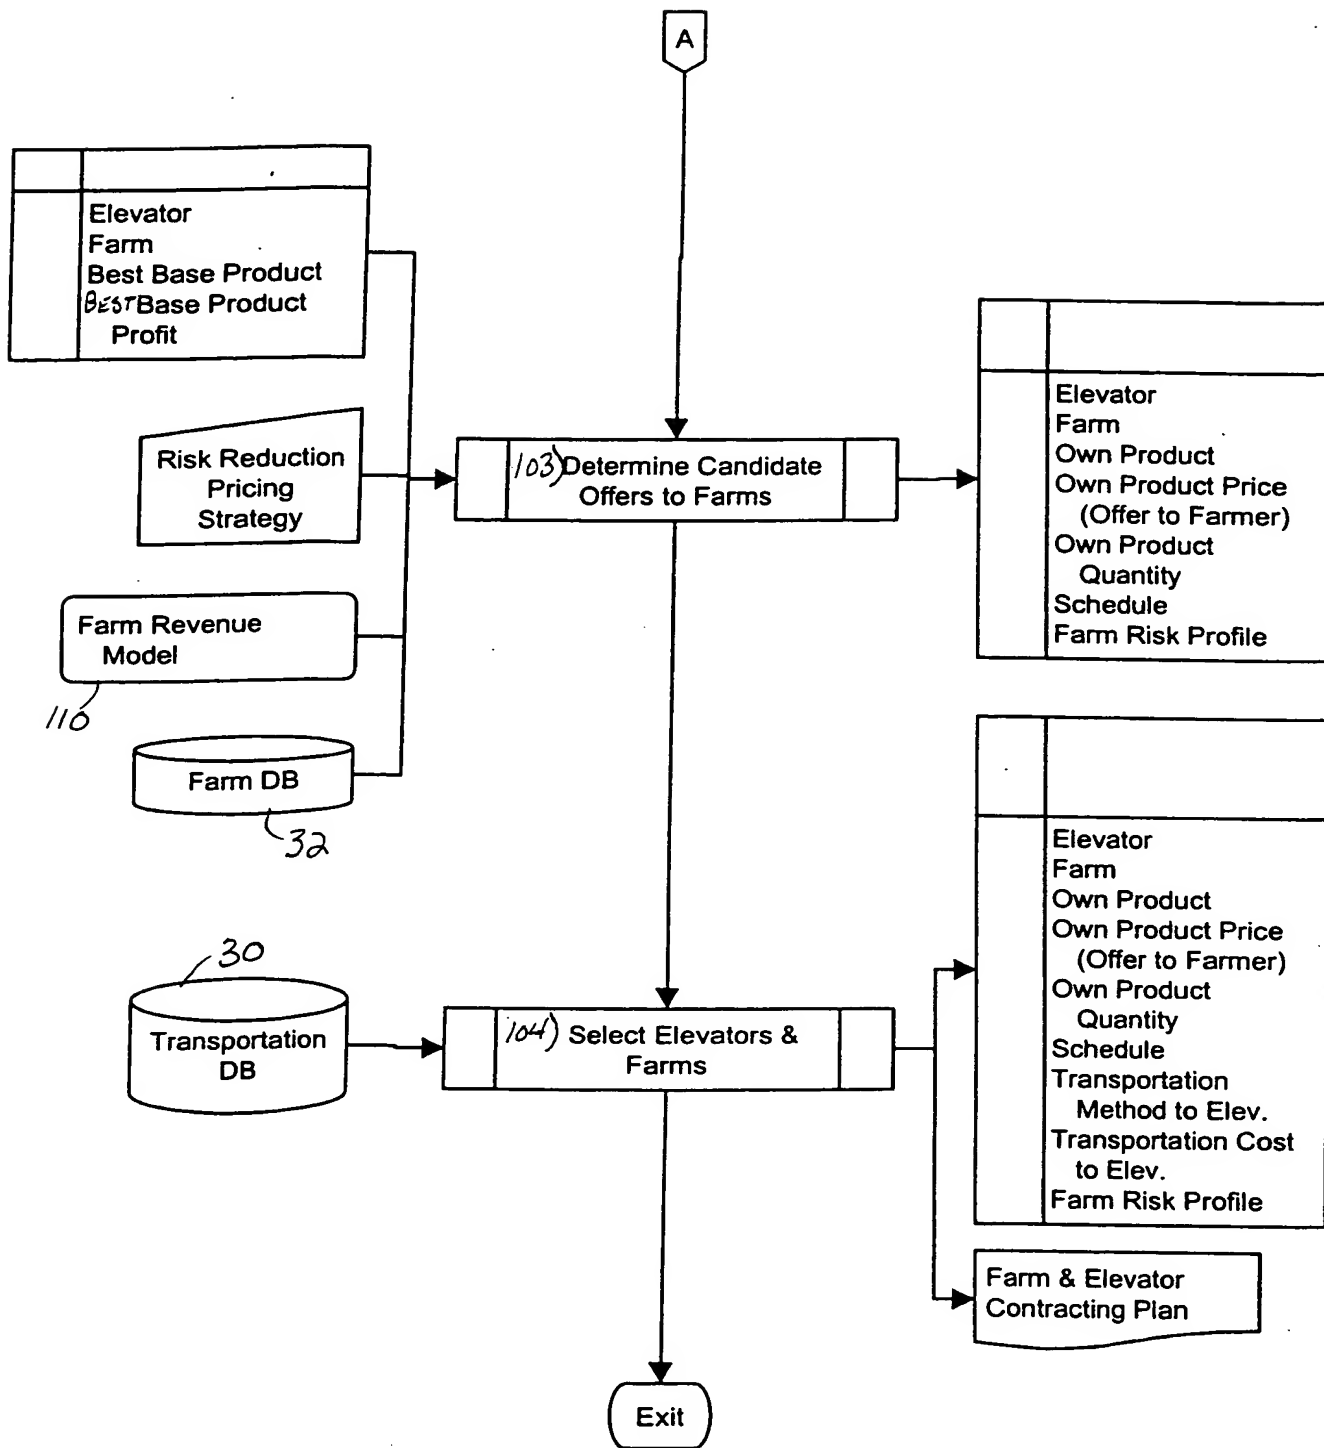 A
Elevator
Farm
Best Base Product
BEST Base Product
Profit
Risk Reduction
Pricing
Strategy
Farm Revenue
Model
110
Farm DB
32
103) Determine Candidate
Offers to Farms
Elevator
Farm
Own Product
Own Product Price
(Offer to Farmer)
Own Product
Quantity
Schedule
Farm Risk Profile
30
Transportation
DB
104) Select Elevators &
Farms
Elevator
Farm
Own Product
Own Product Price
(Offer to Farmer)
Own Product
Quantity
Schedule
Transportation
Method to Elev.
Transportation Cost
to Elev.
Farm Risk Profile
Farm & Elevator
Contracting Plan
Exit